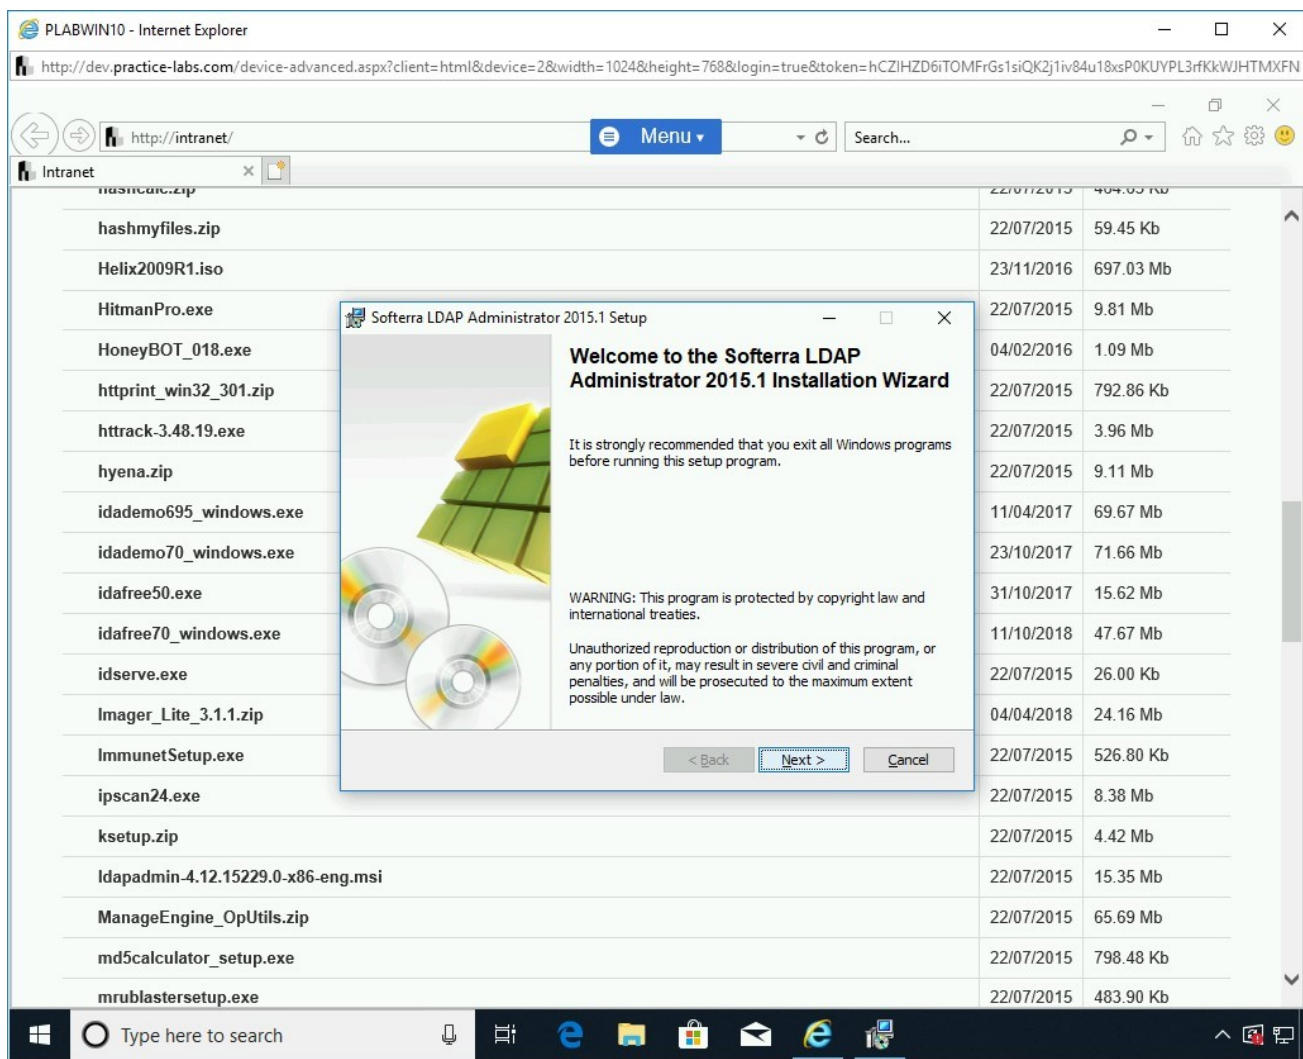 PLABWIN10 - Internet Explorer
http://dev.practice-labs.com/device-advanced.aspx?client=html&device=2&width=1024&height=768&login=true&token=hCZIHZD6iTOMFrGs1siQK2j1iv84u18xsP0KUYPL3rfKkWJHTMXFN
http://intranet/
Menu
Search...
Intranet
hashcalc.zip 22/07/2015 464.65 Kb
hashmyfiles.zip 22/07/2015 59.45 Kb
Helix2009R1.iso 23/11/2016 697.03 Mb
HitmanPro.exe 22/07/2015 9.81 Mb
HoneyBOT_018.exe 04/02/2016 1.09 Mb
httprint_win32_301.zip 22/07/2015 792.86 Kb
httrack-3.48.19.exe 22/07/2015 3.96 Mb
hyena.zip 22/07/2015 9.11 Mb
idademo695_windows.exe 11/04/2017 69.67 Mb
idademo70_windows.exe 23/10/2017 71.66 Mb
idafree50.exe 31/10/2017 15.62 Mb
idafree70_windows.exe 11/10/2018 47.67 Mb
idserve.exe 22/07/2015 26.00 Kb
Imager_Lite_3.1.1.zip 04/04/2018 24.16 Mb
ImmunetSetup.exe 22/07/2015 526.80 Kb
ipscan24.exe 22/07/2015 8.38 Mb
ksetup.zip 22/07/2015 4.42 Mb
ldapadmin-4.12.15229.0-x86-eng.msi 22/07/2015 15.35 Mb
ManageEngine_OpUtils.zip 22/07/2015 65.69 Mb
md5calculator_setup.exe 22/07/2015 798.48 Kb
mrublastersetup.exe 22/07/2015 483.90 Kb
Softerra LDAP Administrator 2015.1 Setup
Welcome to the Softerra LDAP
Administrator 2015.1 Installation Wizard
It is strongly recommended that you exit all Windows programs
before running this setup program.
WARNING: This program is protected by copyright law and
international treaties.
Unauthorized reproduction or distribution of this program, or
any portion of it, may result in severe civil and criminal
penalties, and will be prosecuted to the maximum extent
possible under law.
< Back Next > Cancel
Type here to search